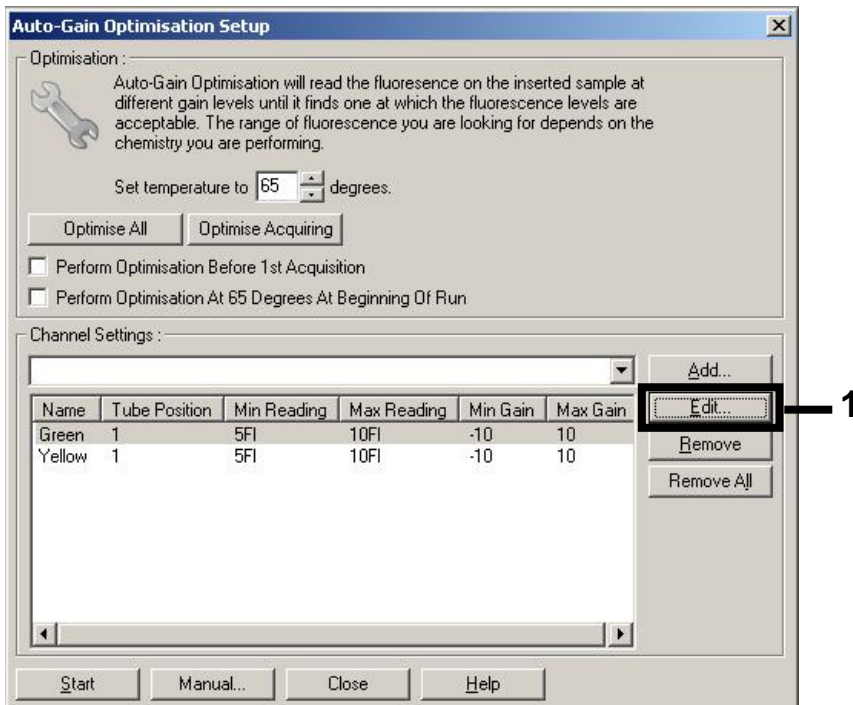 Auto-Gain Optimisation Setup
Optimisation :
Auto-Gain Optimisation will read the fluoresence on the inserted sample at
different gain levels until it finds one at which the fluorescence levels are
acceptable. The range of fluorescence you are looking for depends on the
chemistry you are performing.
Set temperature to 65 degrees.
Optimise All Optimise Acquiring
Perform Optimisation Before 1st Acquisition
Perform Optimisation At 65 Degrees At Beginning Of Run
Channel Settings :
Add...
Edit... 1
Remove
Remove All
Name Tube Position Min Reading Max Reading Min Gain Max Gain
Green 1 5Fl 10Fl -10 10
Yellow 1 5Fl 10Fl -10 10
Start Manual... Close Help